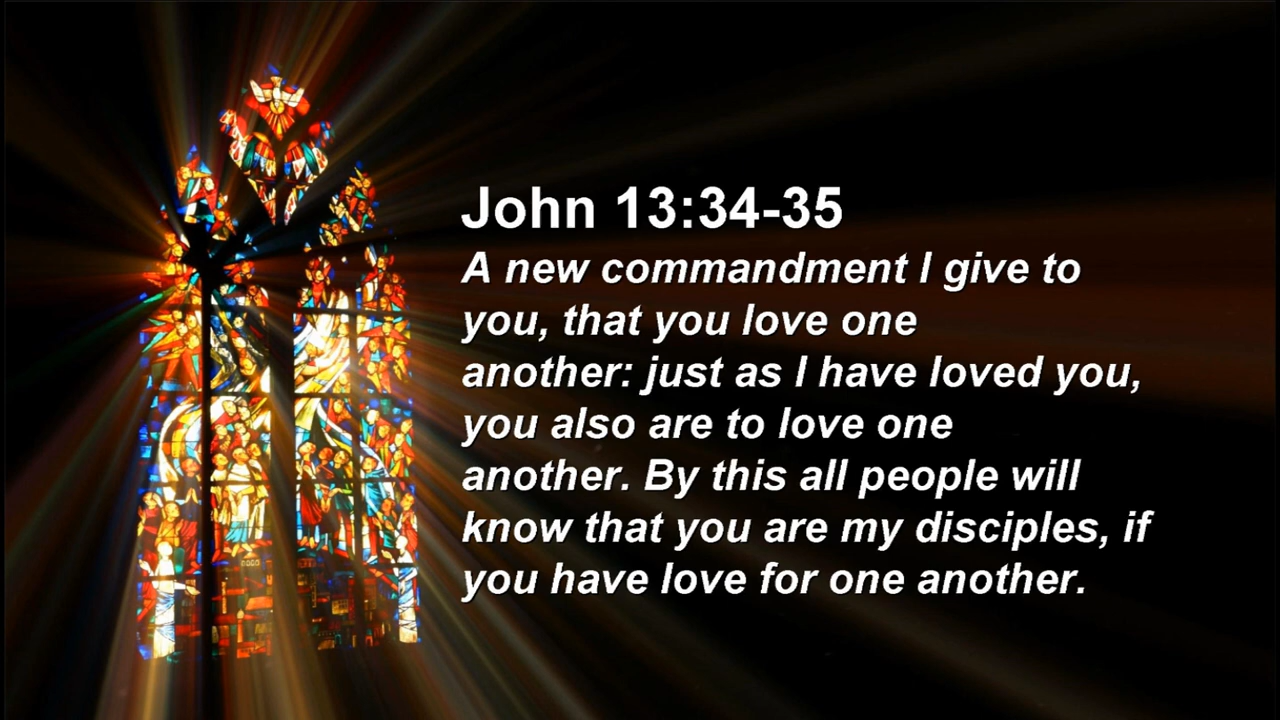 John 13:34-35
A new commandment I give to
you, that you love one
another: just as I have loved you,
you also are to love one
another. By this all people will
know that you are my disciples, if
you have love for one another.